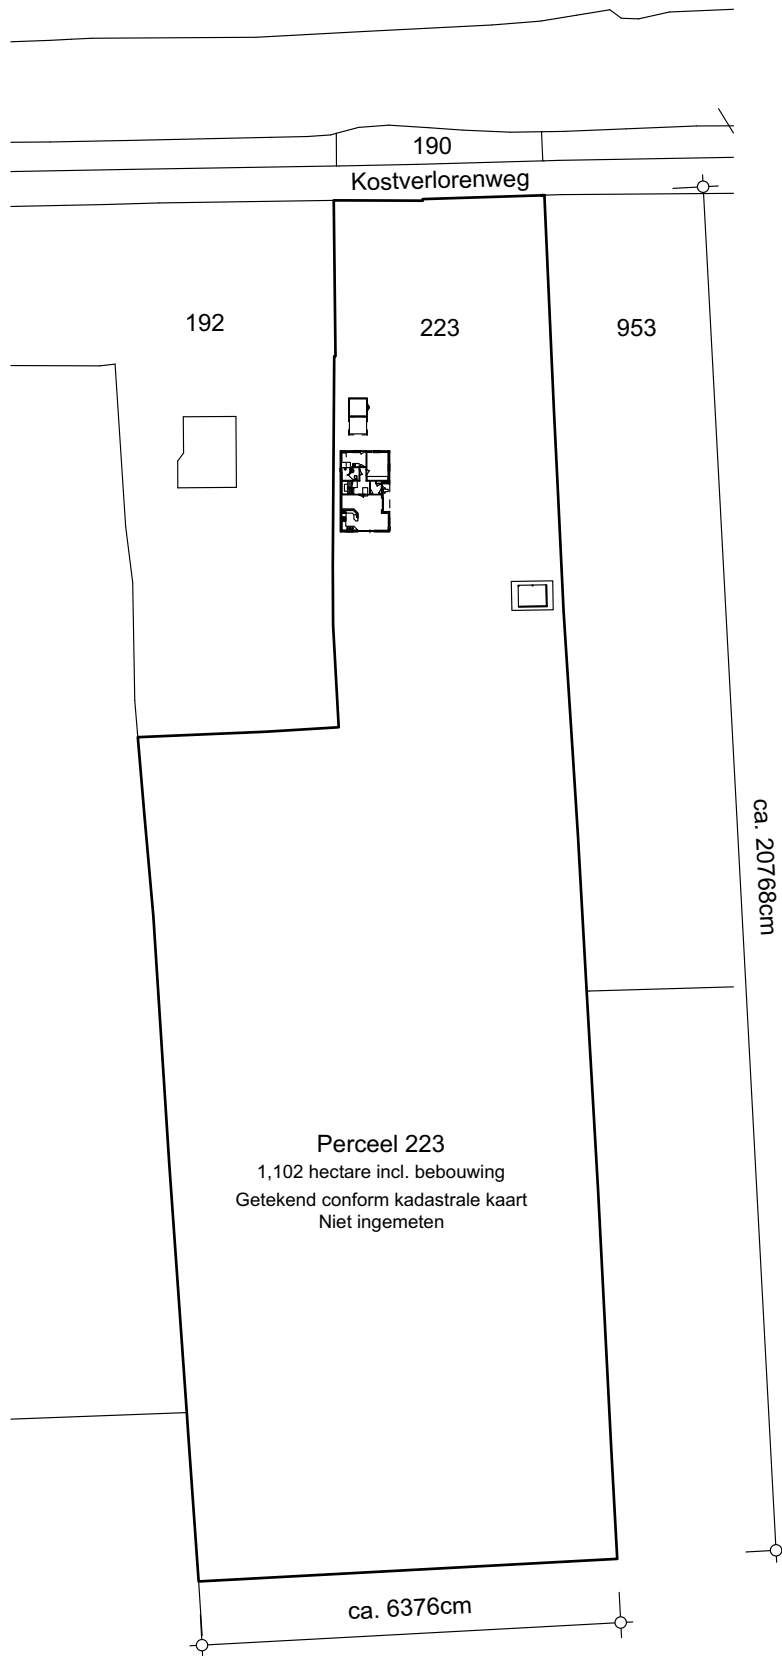 190
Kostverlorenweg
192
223
953
ca. 20768cm
Perceel 223
1,102 hectare incl. bebouwing
Getekend conform kadastrale kaart
Niet ingemeten
ca. 6376cm